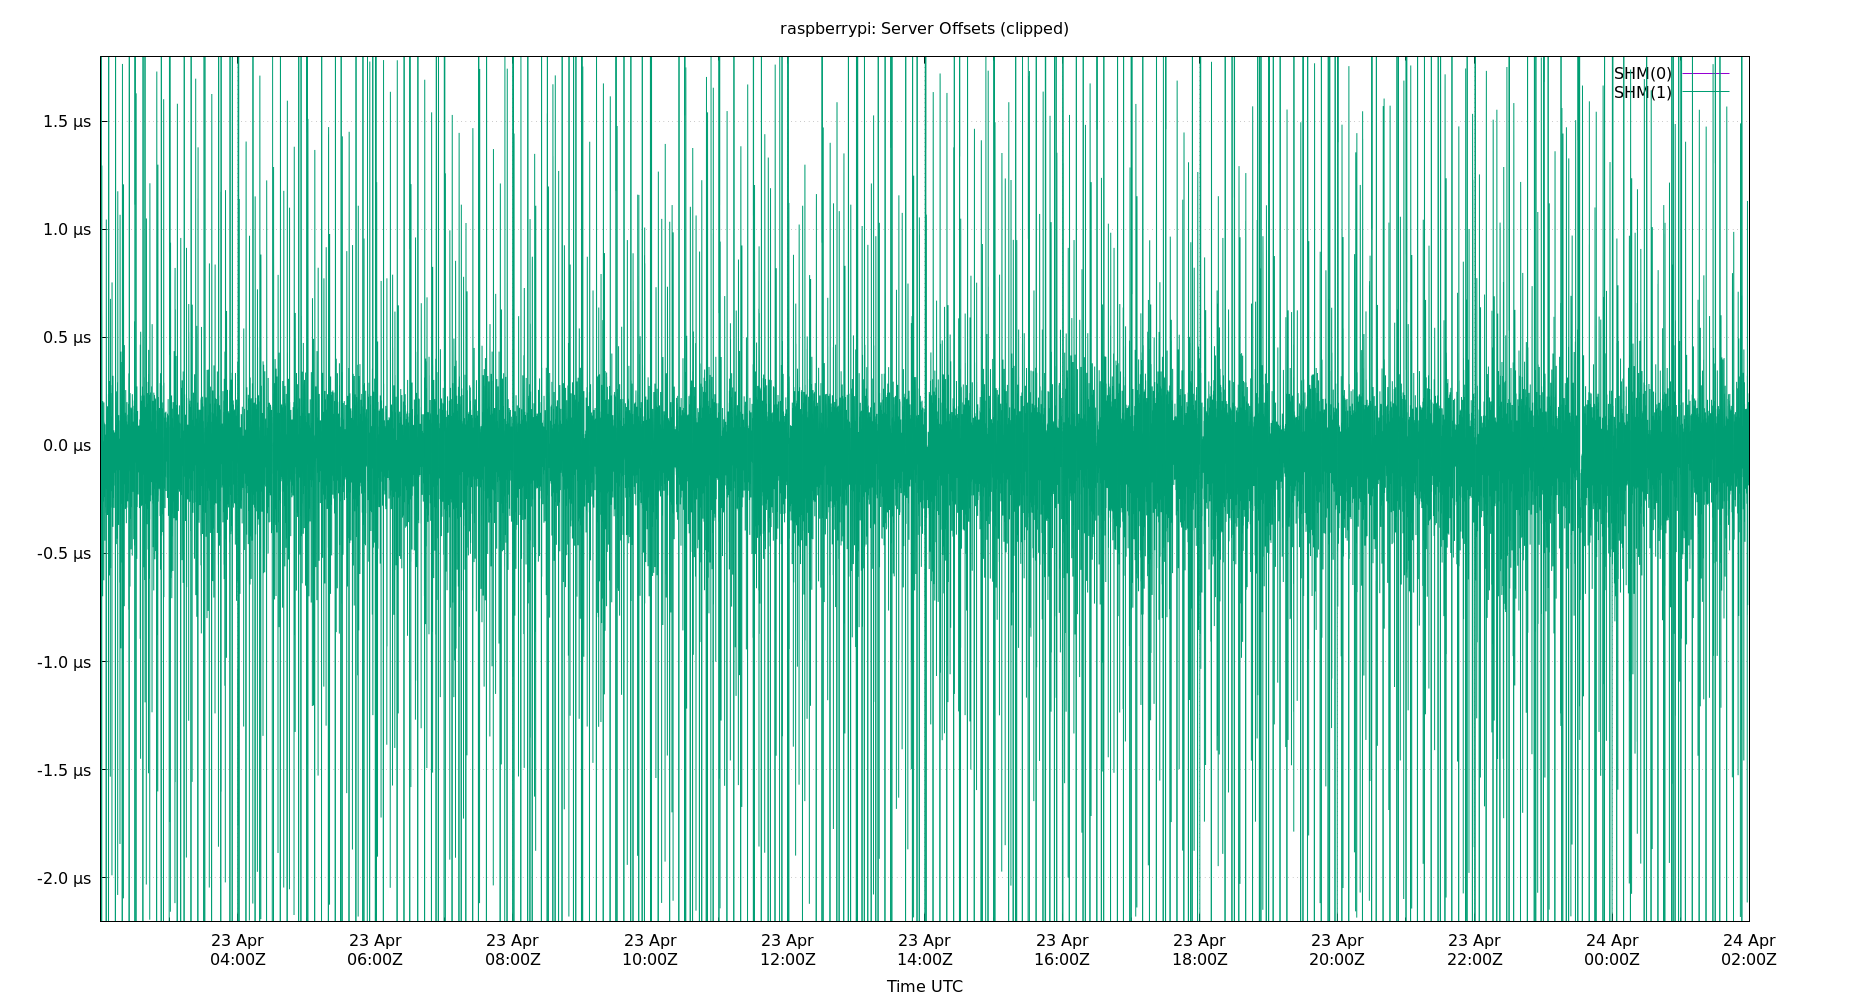 raspberrypi: Server Offsets (clipped)
SHM(0)
SHM(1)
1.5 µs
1.0 µs
0.5 µs
0.0 µs
-0.5 µs
-1.0 µs
-1.5 µs
-2.0 µs
23 Apr 23 Apr 23 Apr 23 Apr 23 Apr 23 Apr 23 Apr 23 Apr 23 Apr 23 Apr 24 Apr 24 Apr
04:00Z 06:00Z 08:00Z 10:00Z 12:00Z 14:00Z 16:00Z 18:00Z 20:00Z 22:00Z 00:00Z 02:00Z
Time UTC